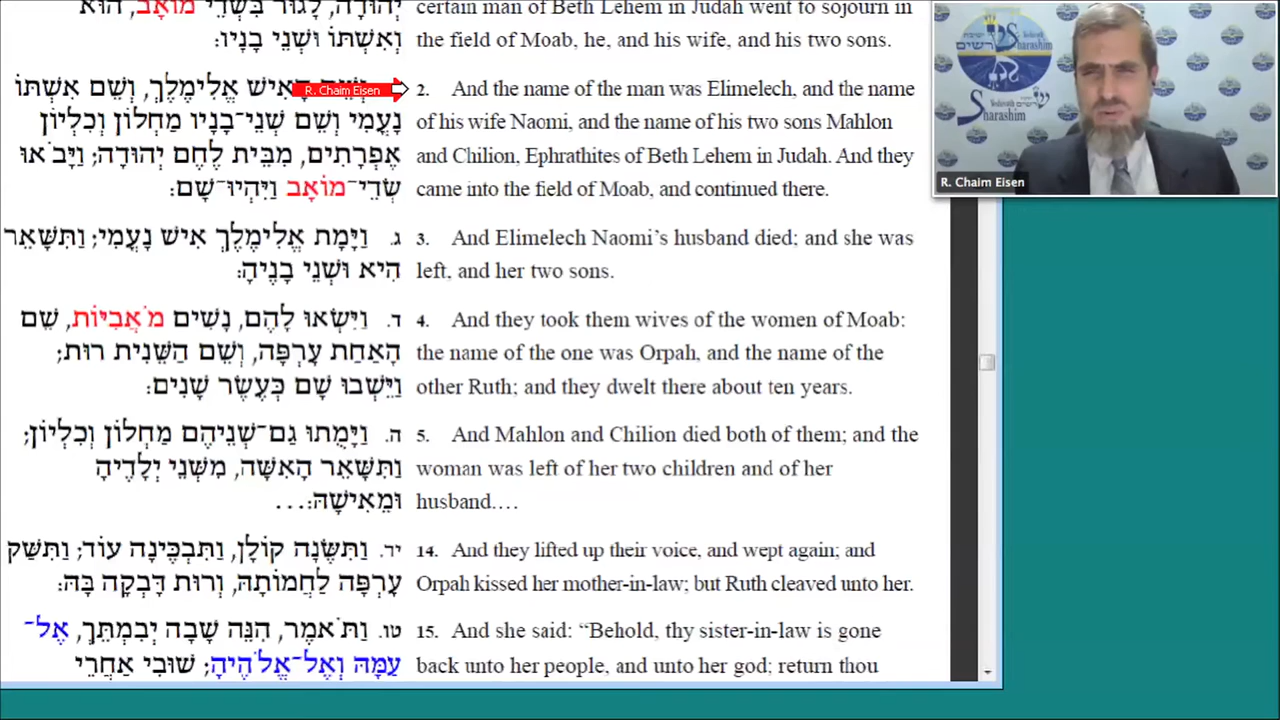 יְהוּדָה, לָגוּר בִּשְׂדֵי מוֹאָב, הוּא
וְאִשְׁתּוֹ וּשְׁנֵי בָנָיו:
הָאִישׁ אֱלִימֶלֶךְ, וְשֵׁם אִשְׁתּוֹ
נָעֳמִי וְשֵׁם שְׁנֵי־בָנָיו מַחְלוֹן וְכִלְיוֹן
אֶפְרָתִים, מִבֵּית לֶחֶם יְהוּדָה; וַיָּבֹאוּ
שְׂדֵי־מוֹאָב וַיִּהְיוּ־שָׁם:
ג. וַיָּמָת אֱלִימֶלֶךְ אִישׁ נָעֳמִי; וַתִּשָּׁאֵר
הִיא וּשְׁנֵי בָנֶיהָ:
ד. וַיִּשְׂאוּ לָהֶם, נָשִׁים מֹאֲבִיּוֹת, שֵׁם
הָאַחַת עָרְפָּה, וְשֵׁם הַשֵּׁנִית רוּת;
וַיֵּשְׁבוּ שָׁם כְּעֶשֶׂר שָׁנִים:
ה. וַיָּמֻתוּ גַם־שְׁנֵיהֶם מַחְלוֹן וְכִלְיוֹן;
וַתִּשָּׁאֵר הָאִשָּׁה, מִשְּׁנֵי יְלָדֶיהָ
וּמֵאִישָׁהּ:...
יד. וַתִּשֶּׂנָה קוֹלָן, וַתִּבְכֶּינָה עוֹד; וַתִּשַּׁק
עָרְפָּה לַחֲמוֹתָהּ, וְרוּת דָּבְקָה בָּהּ:
טו. וַתֹּאמֶר, הִנֵּה שָׁבָה יְבִמְתֵּךְ, אֶל־
עַמָּהּ וְאֶל־אֱלֹהֶיהָ; שׁוּבִי אַחֲרֵי
R. Chaim Eisen
certain man of Beth Lehem in Judah went to sojourn in
the field of Moab, he, and his wife, and his two sons.
2. And the name of the man was Elimelech, and the name
of his wife Naomi, and the name of his two sons Mahlon
and Chilion, Ephrathites of Beth Lehem in Judah. And they
came into the field of Moab, and continued there.
3. And Elimelech Naomi’s husband died; and she was
left, and her two sons.
4. And they took them wives of the women of Moab:
the name of the one was Orpah, and the name of the
other Ruth; and they dwelt there about ten years.
5. And Mahlon and Chilion died both of them; and the
woman was left of her two children and of her
husband….
14. And they lifted up their voice, and wept again; and
Orpah kissed her mother-in-law; but Ruth cleaved unto her.
15. And she said: “Behold, thy sister-in-law is gone
back unto her people, and unto her god; return thou
Sharashim
Yeshivath
Sharashim
R. Chaim Eisen